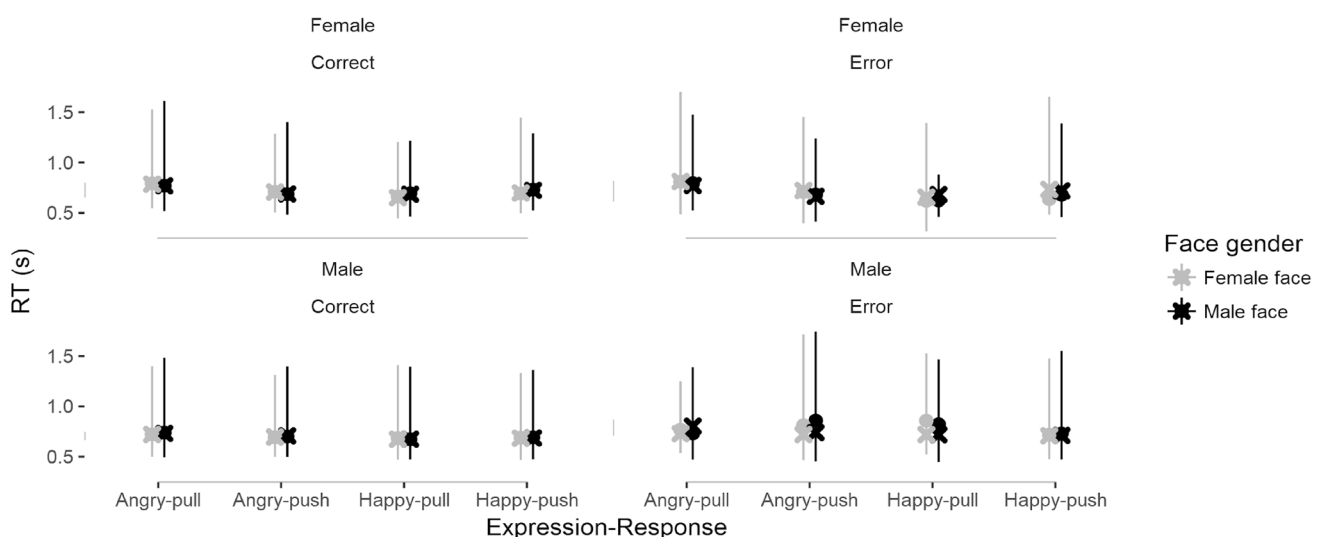 Female
Female
Correct
Error
1.5
1.0
0.5
RT (s)
Male
Male
Correct
Error
1.5
1.0
0.5
Angry-pull
Angry-push
Happy-pull
Happy-push
Angry-pull
Angry-push
Happy-pull
Happy-push
Expression-Response
Face gender
Female face
Male face